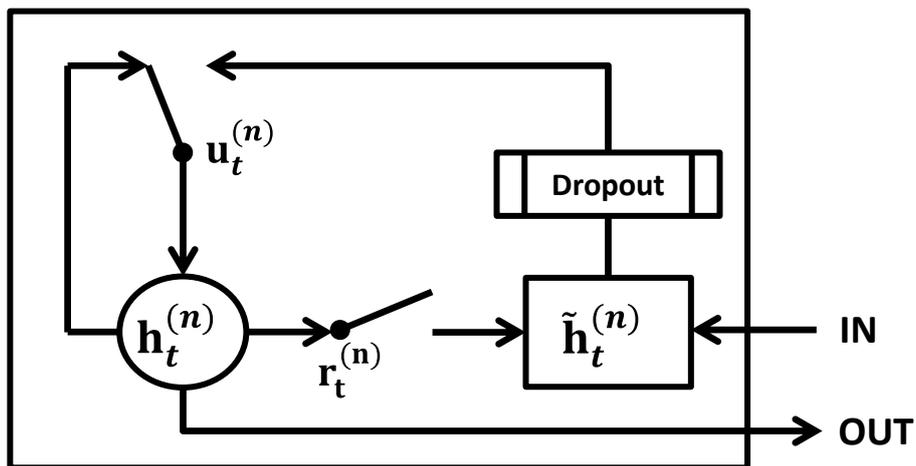 u_t^(n)
Dropout
h_t^(n)
r_t^(n)
h̃_t^(n)
IN
OUT